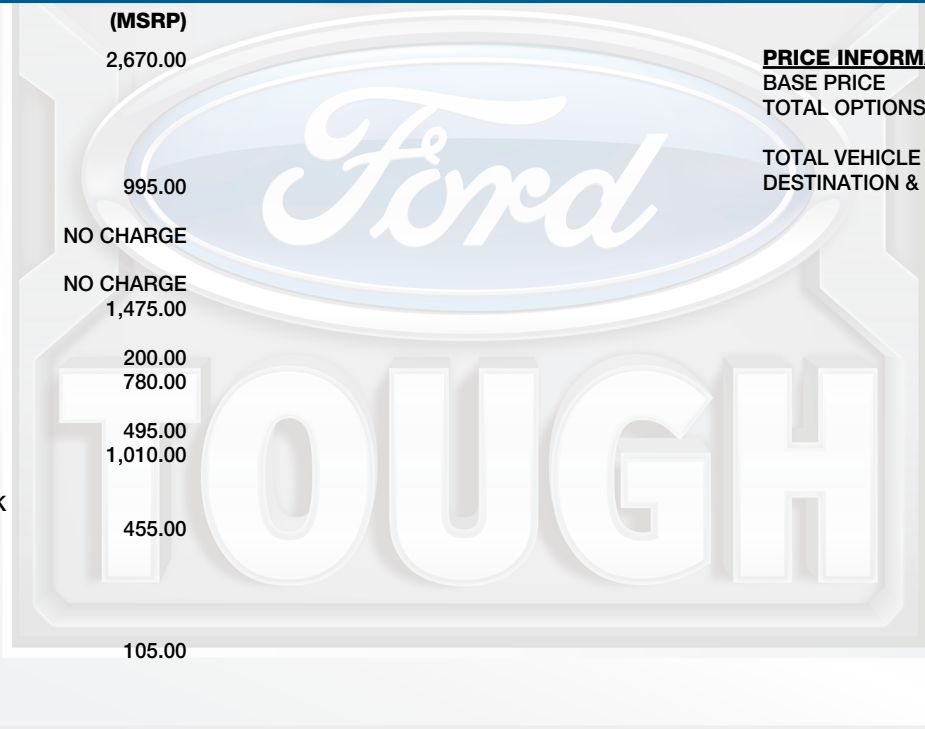 (MSRP)
2,670.00
995.00
NO CHARGE
NO CHARGE
1,475.00
200.00
780.00
495.00
1,010.00
K
455.00
105.00
PRICE INFORMA
BASE PRICE
TOTAL OPTIONS
TOTAL VEHICLE
DESTINATION &
Ford
TOUGH